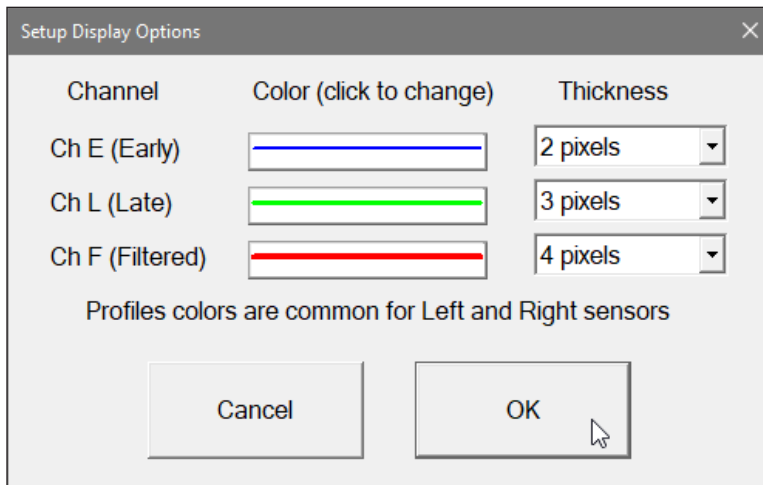 Setup Display Options
Channel Color (click to change) Thickness
Ch E (Early) 2 pixels
Ch L (Late) 3 pixels
Ch F (Filtered) 4 pixels
Profiles colors are common for Left and Right sensors
Cancel OK